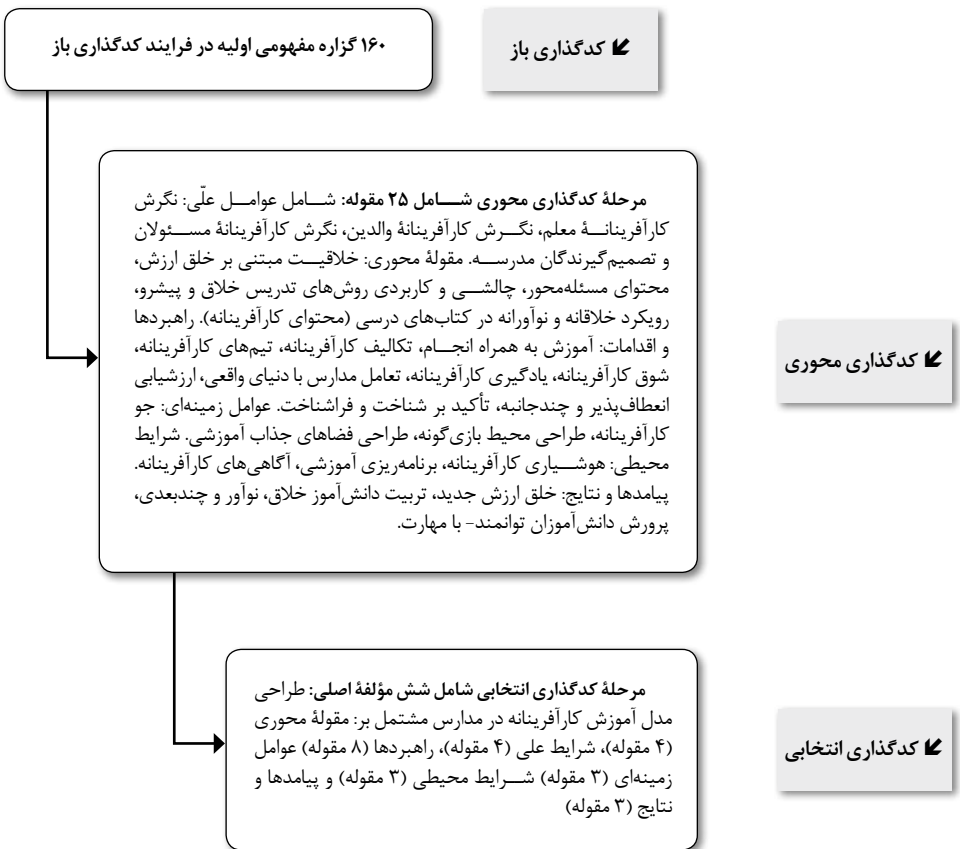 کدگذاری باز
۱۶۰ گزاره مفهومی اولیه در فرایند کدگذاری باز
مرحلۀ کدگذاری محوری شامل ۲۵ مقوله: شامل عوامل علّی: نگرش
کارآفرینانۀ معلم، نگرش کارآفرینانۀ والدین، نگرش کارآفرینانۀ مسئولان
و تصمیم‌گیرندگان مدرسه. مقولۀ محوری: خلاقیت مبتنی بر خلق ارزش،
محتوای مسئله‌محور، چالشی و کاربردی روش‌های تدریس خلاق و پیشرو،
رویکرد خلاقانه و نوآورانه در کتاب‌های درسی (محتوای کارآفرینانه). راهبردها
و اقدامات: آموزش به همراه انجام، تکالیف کارآفرینانه، تیم‌های کارآفرینانه،
شوق کارآفرینانه، یادگیری کارآفرینانه، تعامل مدارس با دنیای واقعی، ارزشیابی
انعطاف‌پذیر و چندجانبه، تأکید بر شناخت و فراشناخت. عوامل زمینه‌ای: جو
کارآفرینانه، طراحی محیط بازی‌گونه، طراحی فضاهای جذاب آموزشی. شرایط
محیطی: هوشیاری کارآفرینانه، برنامه‌ریزی آموزشی، آگاهی‌های کارآفرینانه.
پیامدها و نتایج: خلق ارزش جدید، تربیت دانش‌آموز خلاق، نوآور و چندبعدی،
پرورش دانش‌آموزان توانمند- با مهارت.
کدگذاری محوری
مرحلۀ کدگذاری انتخابی شامل شش مؤلفۀ اصلی: طراحی
مدل آموزش کارآفرینانه در مدارس مشتمل بر: مقولۀ محوری
(۴ مقوله)، شرایط علی (۴ مقوله)، راهبردها (۸ مقوله) عوامل
زمینه‌ای (۳ مقوله) شرایط محیطی (۳ مقوله) و پیامدها و
نتایج (۳ مقوله)
کدگذاری انتخابی